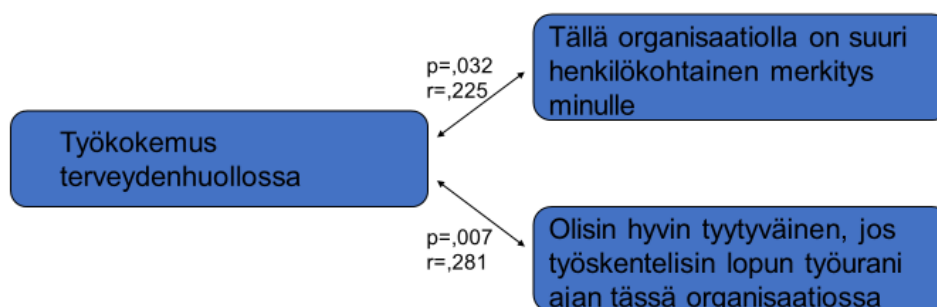 Työkokemus
terveydenhuollossa
p=,032
r=,225
Tällä organisaatiolla on suuri
henkilökohtainen merkitys
minulle
p=,007
r=,281
Olisin hyvin tyytyväinen, jos
työskentelisin lopun työurani
ajan tässä organisaatiossa